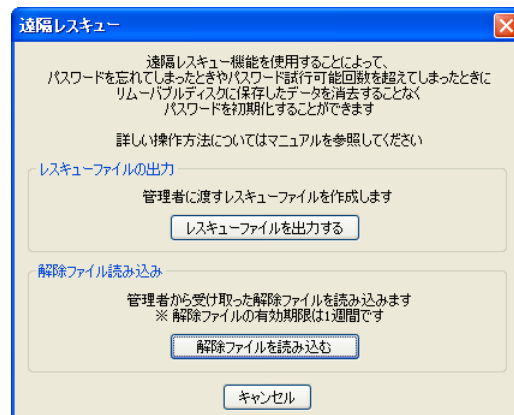 遠隔レスキュー
遠隔レスキュー機能を使用することによって、
パスワードを忘れてしまったときやパスワード試行可能回数を超えてしまったときに
リムーバブルディスクに保存したデータを消去することなく
パスワードを初期化することができます
詳しい操作方法についてはマニュアルを参照してください
レスキューファイルの出力
管理者に渡すレスキューファイルを作成します
レスキューファイルを出力する
解除ファイル読み込み
管理者から受け取った解除ファイルを読み込みます
※ 解除ファイルの有効期限は1週間です
解除ファイルを読み込む
キャンセル